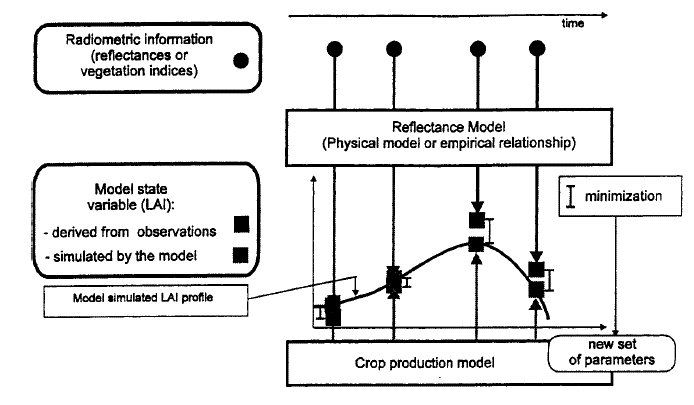 time
Radiometric information
(reflectances or
vegetation indices)
Reflectance Model
(Physical model or empirical relationship)
Model state
variable (LAI):
- derived from observations
- simulated by the model
minimization
Model simulated LAI profile
Crop production model
new set
of parameters